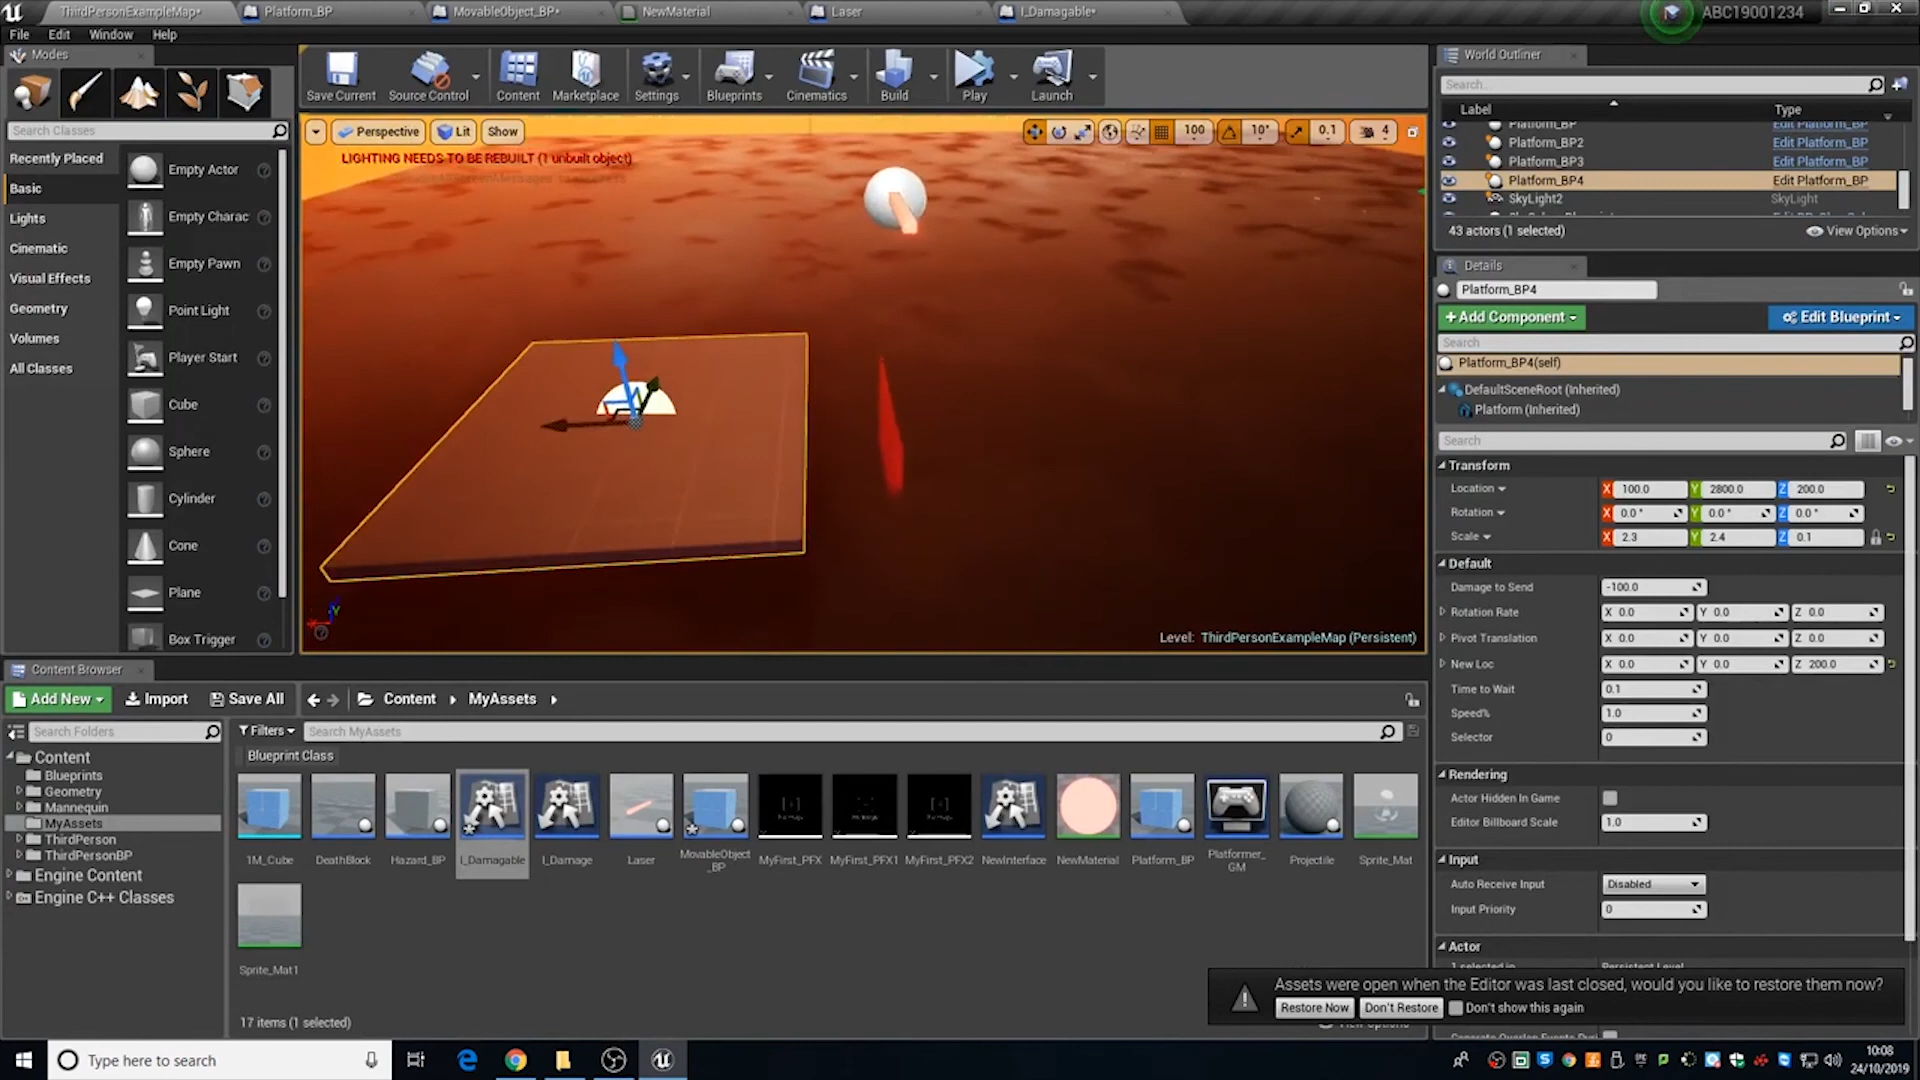 ThirdPersonExampleMap*
Platform_BP
MovableObject_BP*
NewMaterial
Laser
I_Damagable*
ABC19001234
File Edit Window Help
Modes
Search Classes
Recently Placed
Basic
Lights
Cinematic
Visual Effects
Geometry
Volumes
All Classes
Empty Actor
Empty Charac
Empty Pawn
Point Light
Player Start
Cube
Sphere
Cylinder
Cone
Plane
Box Trigger
Save Current
Source Control
Content
Marketplace
Settings
Blueprints
Cinematics
Build
Play
Launch
Perspective
Lit
Show
100
10°
0.1
4
LIGHTING NEEDS TO BE REBUILT (1 unbuilt object)
Level: ThirdPersonExampleMap (Persistent)
World Outliner
Search...
Label Type
Platform_BP Edit Platform_BP
Platform_BP2 Edit Platform_BP
Platform_BP3 Edit Platform_BP
Platform_BP4 Edit Platform_BP
SkyLight2 SkyLight
43 actors (1 selected)
View Options
Details
Platform_BP4
+Add Component
Edit Blueprint
Search
Platform_BP4(self)
DefaultSceneRoot (Inherited)
Platform (Inherited)
Search
Transform
Location X 100.0 Y 2800.0 Z 200.0
Rotation X 0.0° Y 0.0° Z 0.0°
Scale X 2.3 Y 2.4 Z 0.1
Default
Damage to Send -100.0
Rotation Rate X 0.0 Y 0.0 Z 0.0
Pivot Translation X 0.0 Y 0.0 Z 0.0
New Loc X 0.0 Y 0.0 Z 200.0
Time to Wait 0.1
Speed% 1.0
Selector 0
Rendering
Actor Hidden In Game
Editor Billboard Scale 1.0
Input
Auto Receive Input Disabled
Input Priority 0
Actor
1 selected in Persistent Level
Content Browser
Add New
Import
Save All
Content
MyAssets
Search Folders
Filters
Search MyAssets
Blueprint Class
Content
Blueprints
Geometry
Mannequin
MyAssets
ThirdPerson
ThirdPersonBP
Engine Content
Engine C++ Classes
1M_Cube
DeathBlock
Hazard_BP
I_Damagable
I_Damage
Laser
MovableObject
_BP
MyFirst_PFX
MyFirst_PFX1
MyFirst_PFX2
NewInterface
NewMaterial
Platform_BP
Platformer_
GM
Projectile
Sprite_Mat
Sprite_Mat1
17 items (1 selected)
View Options
Assets were open when the Editor was last closed, would you like to restore them now?
Restore Now
Don't Restore
Don't show this again
Type here to search
10:08
24/10/2019